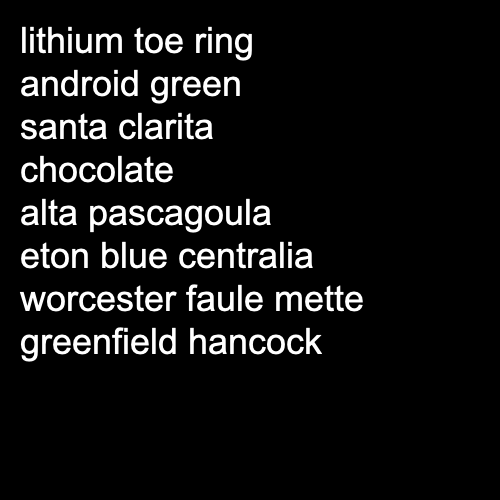 lithium toe ring
android green
santa clarita
chocolate
alta pascagoula
eton blue centralia
worcester faule mette
greenfield hancock